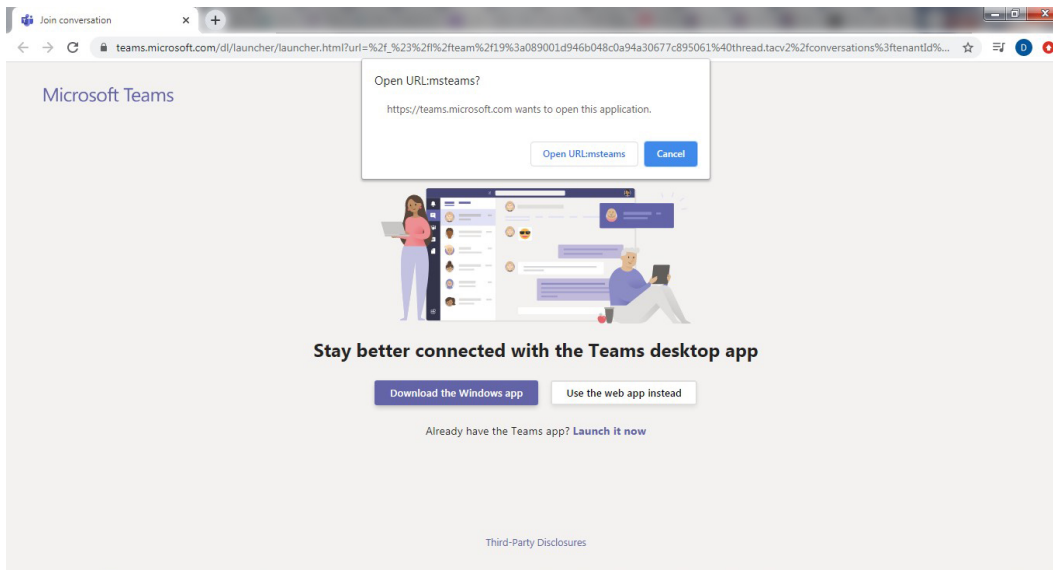 Join conversation
teams.microsoft.com/dl/launcher/launcher.html?url=%2f_%23%2fl%2fteam%2f19%3a089001d946b048c0a94a30677c895061%40thread.tacv2%2fconversations%3ftenantId%...
D
Microsoft Teams
Open URL:msteams?
https://teams.microsoft.com wants to open this application.
Open URL:msteams Cancel
Stay better connected with the Teams desktop app
Download the Windows app Use the web app instead
Already have the Teams app? Launch it now
Third-Party Disclosures